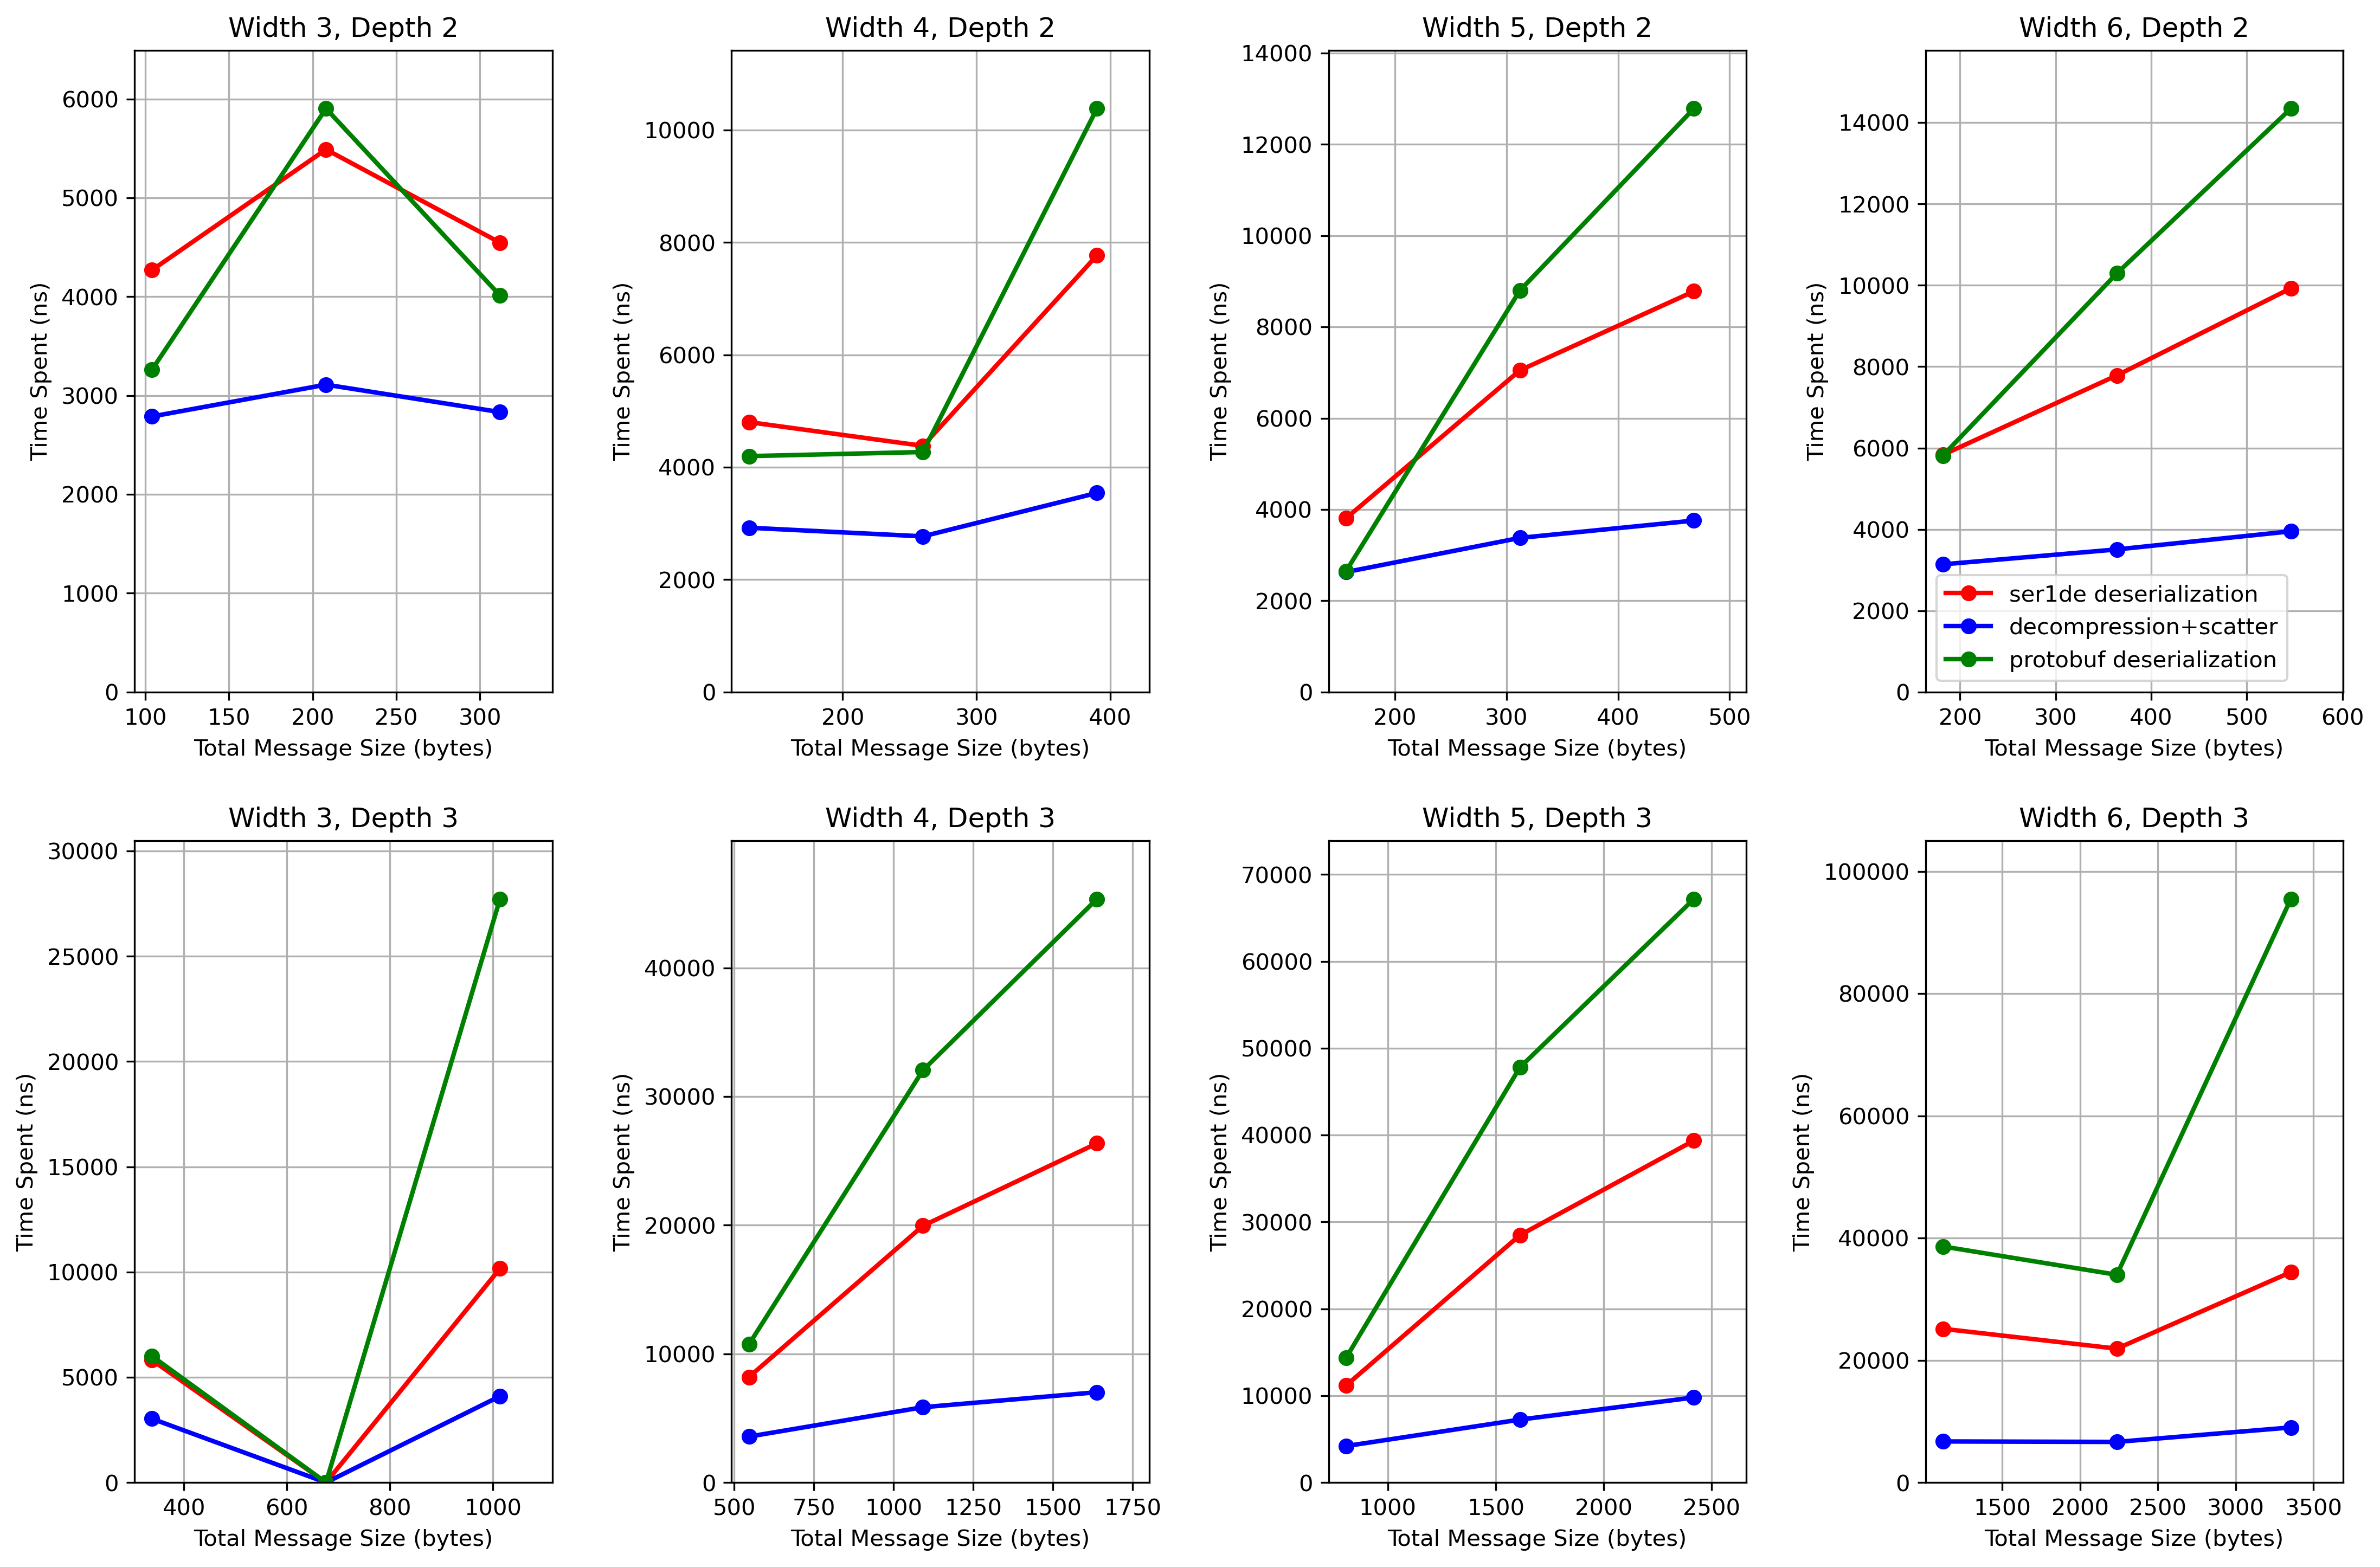 Width 3, Depth 2
6000
5000
4000
3000
2000
1000
0
Time Spent (ns)
100 150 200 250 300
Total Message Size (bytes)
Width 4, Depth 2
10000
8000
6000
4000
2000
0
Time Spent (ns)
200 300 400
Total Message Size (bytes)
Width 5, Depth 2
14000
12000
10000
8000
6000
4000
2000
0
Time Spent (ns)
200 300 400 500
Total Message Size (bytes)
Width 6, Depth 2
14000
12000
10000
8000
6000
4000
2000
0
Time Spent (ns)
ser1de deserialization
decompression+scatter
protobuf deserialization
200 300 400 500 600
Total Message Size (bytes)
Width 3, Depth 3
30000
25000
20000
15000
10000
5000
0
Time Spent (ns)
400 600 800 1000
Total Message Size (bytes)
Width 4, Depth 3
40000
30000
20000
10000
0
Time Spent (ns)
500 750 1000 1250 1500 1750
Total Message Size (bytes)
Width 5, Depth 3
70000
60000
50000
40000
30000
20000
10000
0
Time Spent (ns)
1000 1500 2000 2500
Total Message Size (bytes)
Width 6, Depth 3
100000
80000
60000
40000
20000
0
Time Spent (ns)
1500 2000 2500 3000 3500
Total Message Size (bytes)